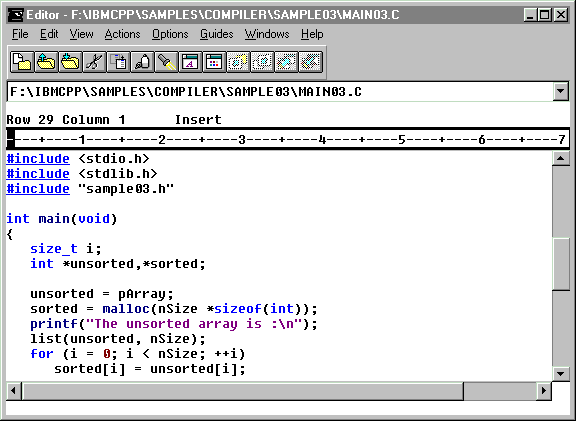 Editor - F:\IBMCPP\SAMPLES\COMPILER\SAMPLE03\MAIN03.C
File Edit View Actions Options Guides Windows Help
F:\IBMCPP\SAMPLES\COMPILER\SAMPLE03\MAIN03.C
Row 29 Column 1 Insert
----+----1----+----2----+----3----+----4----+----5----+----6----+----7
#include <stdio.h>
#include <stdlib.h>
#include "sample03.h"
int main(void)
{
size_t i;
int *unsorted,*sorted;
unsorted = pArray;
sorted = malloc(nSize *sizeof(int));
printf("The unsorted array is :\n");
list(unsorted, nSize);
for (i = 0; i < nSize; ++i)
sorted[i] = unsorted[i];